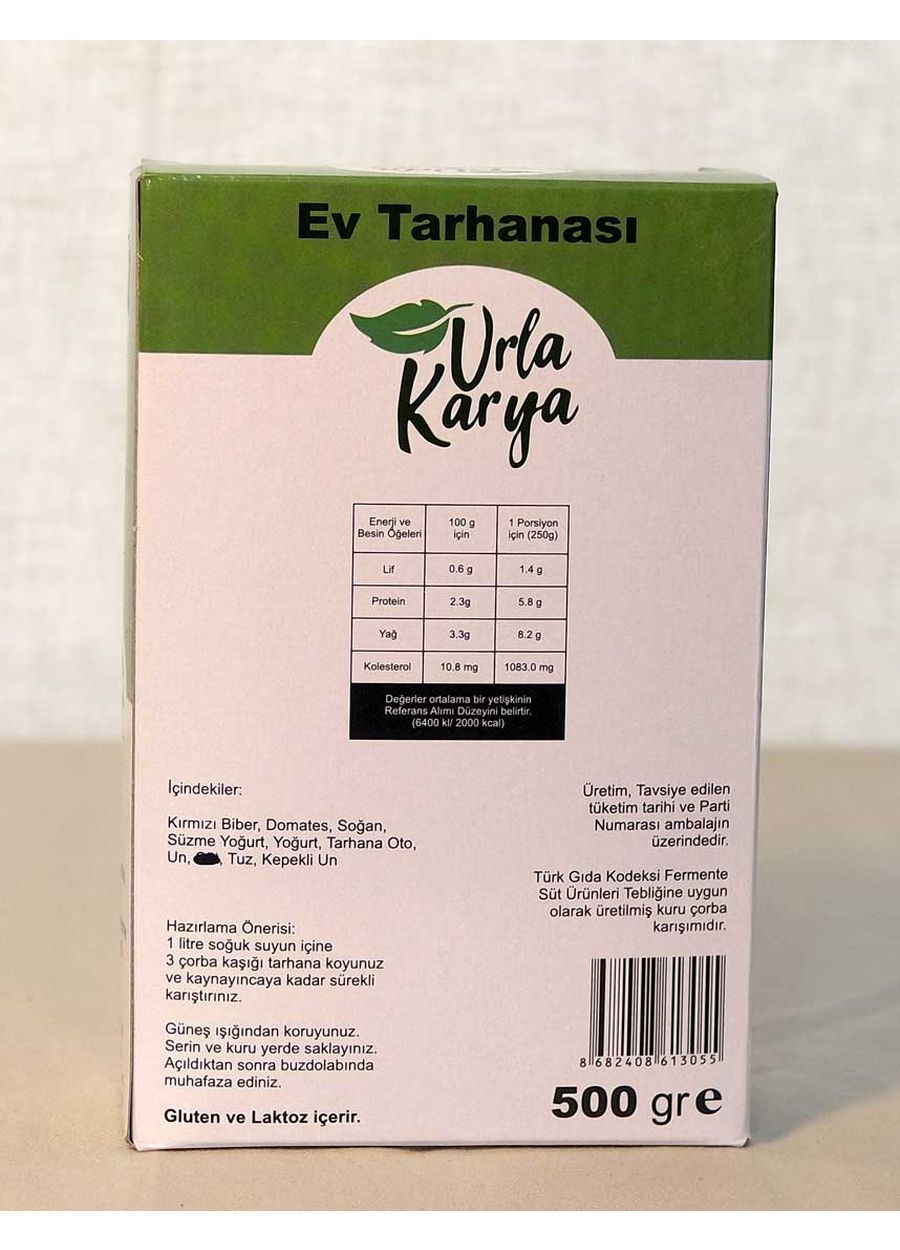 Ev Tarhanası
Urla
Karya
Enerji ve Besin Öğeleri 100 g için 1 Porsiyon için (250g)
Lif 0.6 g 1.4 g
Protein 2.3g 5.8 g
Yağ 3.3g 8.2 g
Kolesterol 10.8 mg 1083.0 mg
Değerler ortalama bir yetişkinin
Referans Alımı Düzeyini belirtir.
(6400 kl/ 2000 kcal)
İçindekiler:
Kırmızı Biber, Domates, Soğan,
Süzme Yoğurt, Yoğurt, Tarhana Oto,
Un, , Tuz, Kepekli Un
Hazırlama Önerisi:
1 litre soğuk suyun içine
3 çorba kaşığı tarhana koyunuz
ve kaynayıncaya kadar sürekli
karıştırınız.
Güneş ışığından koruyunuz.
Serin ve kuru yerde saklayınız.
Açıldıktan sonra buzdolabında
muhafaza ediniz.
Gluten ve Laktoz içerir.
Üretim, Tavsiye edilen
tüketim tarihi ve Parti
Numarası ambalajın
üzerindedir.
Türk Gıda Kodeksi Fermente
Süt Ürünleri Tebliğine uygun
olarak üretilmiş kuru çorba
karışımıdır.
8 682408 613055
500 gr e